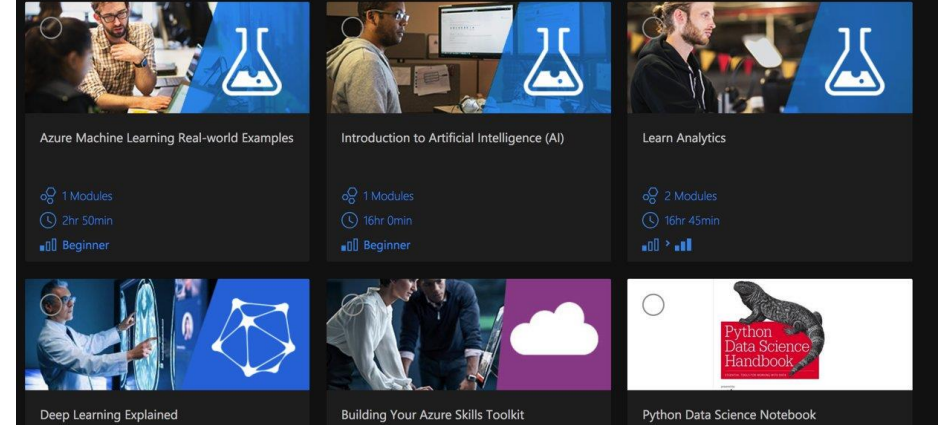 Azure Machine Learning Real-world Examples
1 Modules
2hr 50min
Beginner
Introduction to Artificial Intelligence (AI)
1 Modules
16hr 0min
Beginner
Learn Analytics
2 Modules
16hr 45min
Deep Learning Explained
Building Your Azure Skills Toolkit
Python
Data Science
Handbook
Python Data Science Notebook